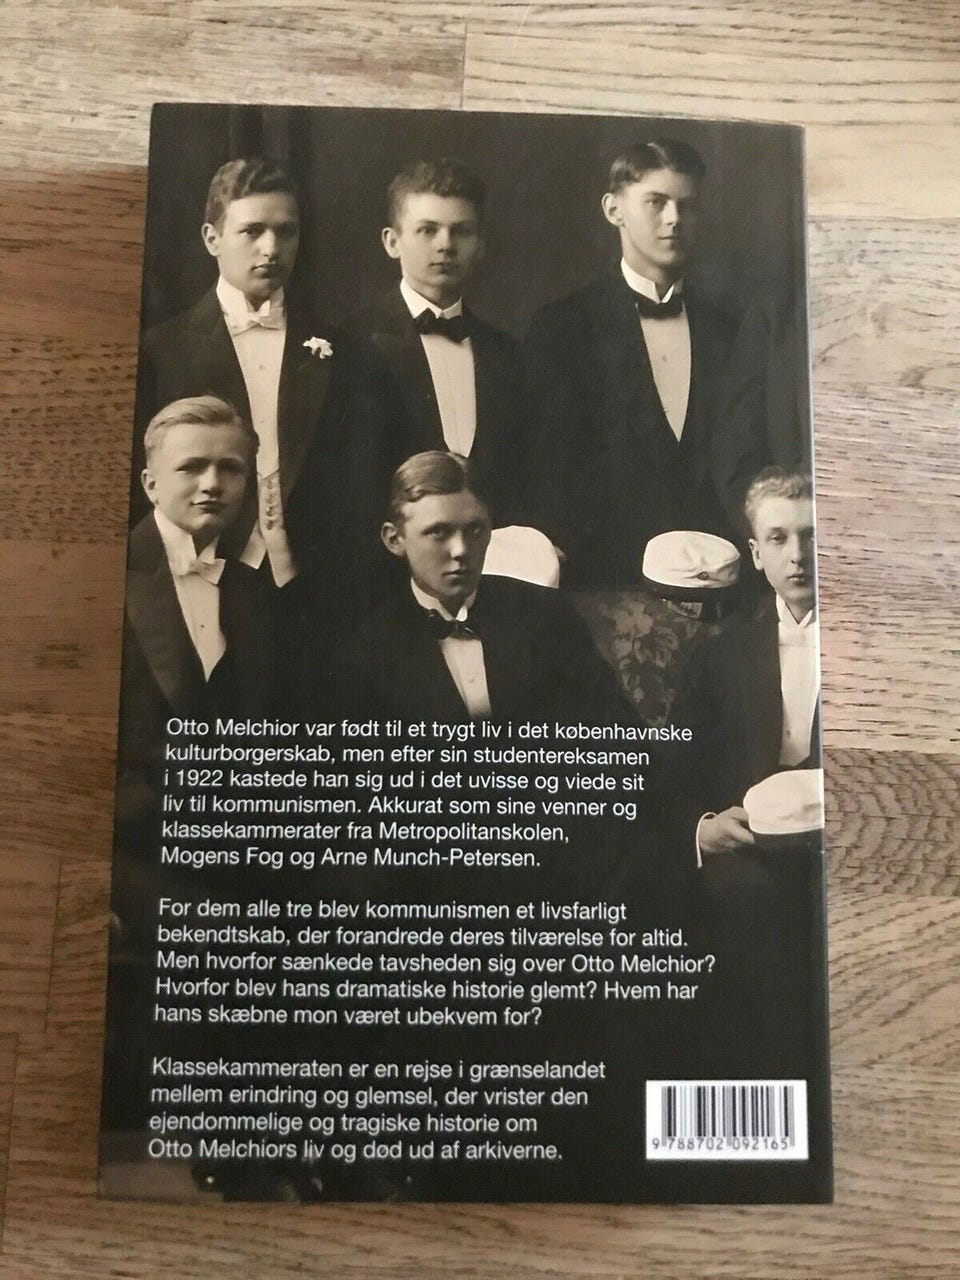 Otto Melchior var født til et trygt liv i det københavnske
kulturborgerskab, men efter sin studentereksamen
i 1922 kastede han sig ud i det uvisse og viede sit
liv til kommunismen. Akkurat som sine venner og
klassekammerater fra Metropolitanskolen,
Mogens Fog og Arne Munch-Petersen.
For dem alle tre blev kommunismen et livsfarligt
bekendtskab, der forandrede deres tilværelse for altid.
Men hvorfor sænkede tavsheden sig over Otto Melchior?
Hvorfor blev hans dramatiske historie glemt? Hvem har
hans skæbne mon været ubekvem for?
Klassekammeraten er en rejse i grænselandet
mellem erindring og glemsel, der vrister den
ejendommelige og tragiske historie om
Otto Melchiors liv og død ud af arkiverne.
9 788702 092165